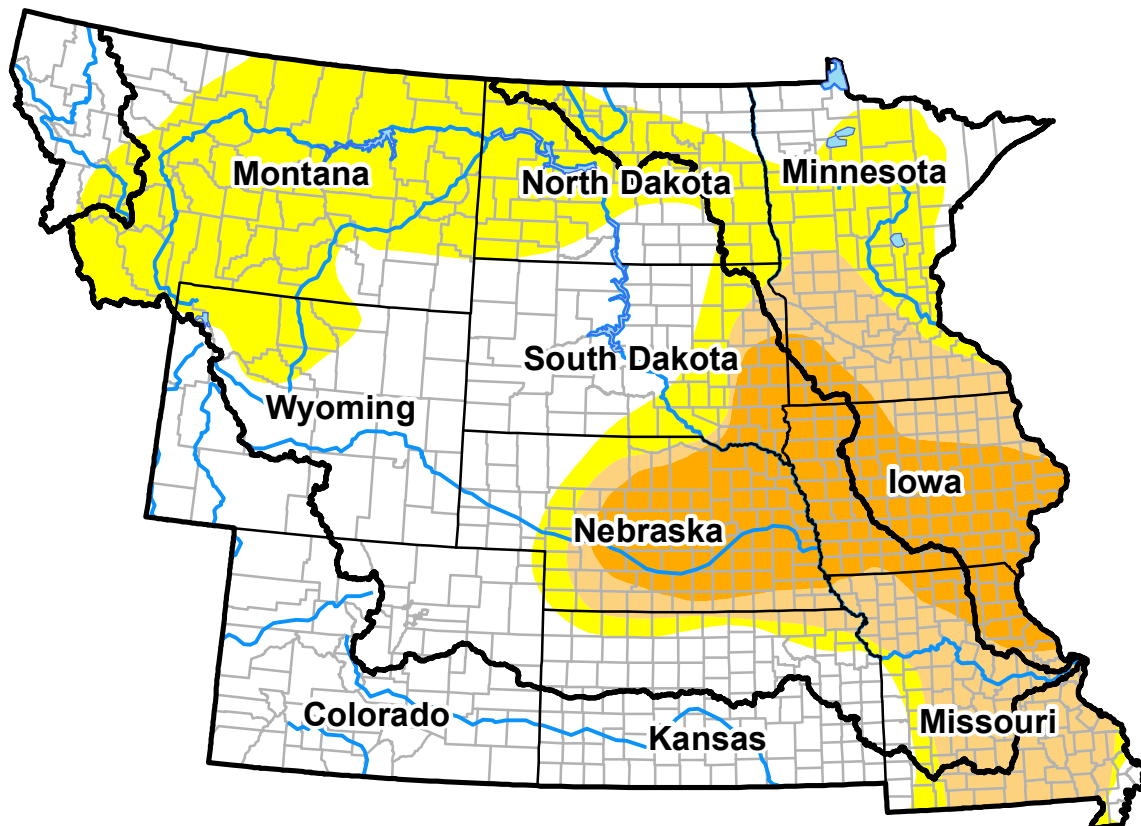 Montana
North Dakota
Minnesota
South Dakota
Wyoming
Iowa
Nebraska
Colorado
Kansas
Missouri